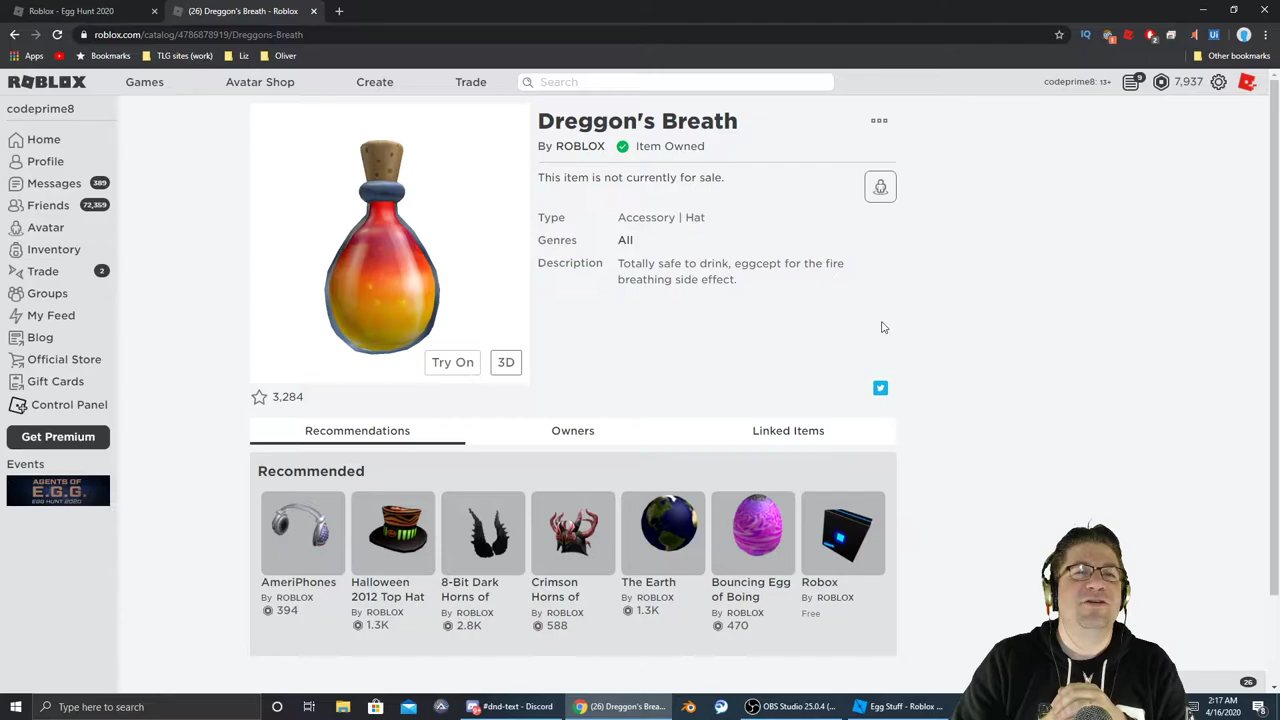 Roblox - Egg Hunt 2020
(26) Dreggon's Breath - Roblox
roblox.com/catalog/4786878919/Dreggons-Breath
Apps
Bookmarks
TLG sites (work)
Liz
Oliver
Other bookmarks
ROBLOX
Games
Avatar Shop
Create
Trade
Search
codeprime8: 13+
9
7,937
codeprime8
Home
Profile
Messages 389
Friends 72,359
Avatar
Inventory
Trade 2
Groups
My Feed
Blog
Official Store
Gift Cards
Control Panel
Get Premium
Events
AGENTS OF
E.G.G.
EGG HUNT 2020
Dreggon's Breath
By ROBLOX Item Owned
This item is not currently for sale.
Type Accessory | Hat
Genres All
Description Totally safe to drink, eggcept for the fire
breathing side effect.
Try On
3D
3,284
Recommendations
Owners
Linked Items
Recommended
AmeriPhones
By ROBLOX
394
Halloween
2012 Top Hat
By ROBLOX
1.3K
8-Bit Dark
Horns of
By ROBLOX
2.8K
Crimson
Horns of
By ROBLOX
588
The Earth
By ROBLOX
1.3K
Bouncing Egg
of Boing
By ROBLOX
470
Robox
By ROBLOX
Free
26
Type here to search
#dnd-text - Discord
(26) Dreggon's Brea...
OBS Studio 25.0.4 (...
Egg Stuff - Roblox ...
2:17 AM
4/16/2020